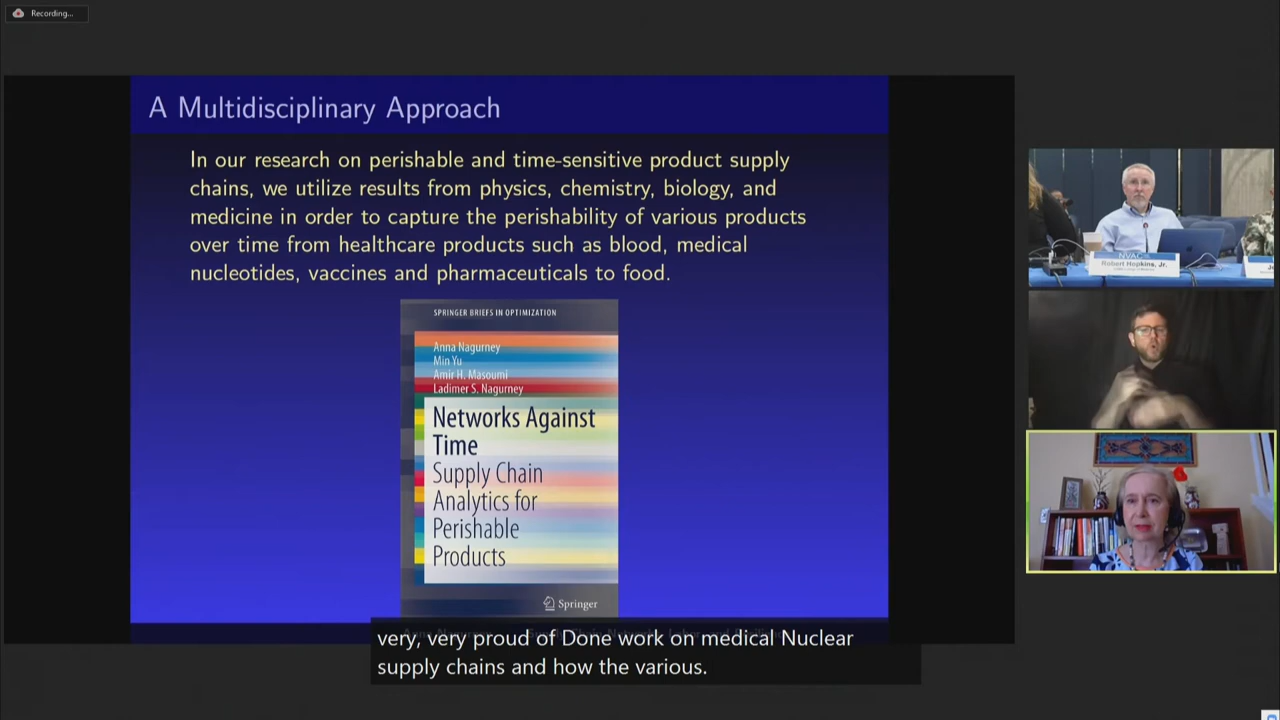 Recording...
A Multidisciplinary Approach
In our research on perishable and time-sensitive product supply
chains, we utilize results from physics, chemistry, biology, and
medicine in order to capture the perishability of various products
over time from healthcare products such as blood, medical
nucleotides, vaccines and pharmaceuticals to food.
SPRINGER BRIEFS IN OPTIMIZATION
Anna Nagurney
Min Yu
Amir H. Masoumi
Ladimer S. Nagurney
Networks Against
Time
Supply Chain
Analytics for
Perishable
Products
Springer
very, very proud of Done work on medical Nuclear
supply chains and how the various.
NVAC
Robert Hopkins, Jr.